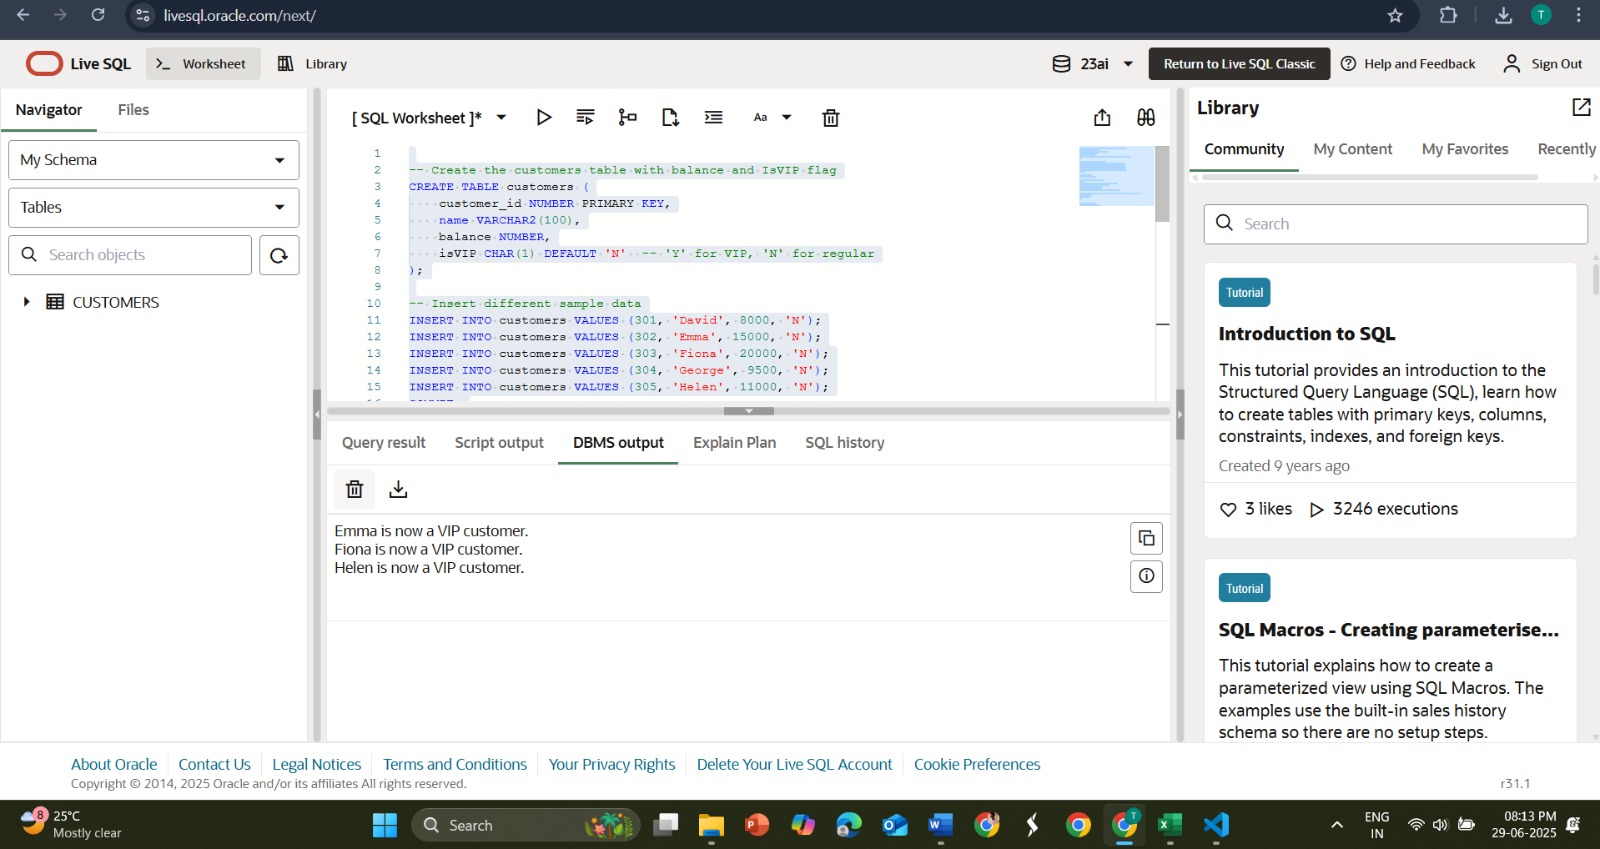 livesql.oracle.com/next/
T
Live SQL
Worksheet
Library
23ai
Return to Live SQL Classic
Help and Feedback
Sign Out
Navigator
Files
My Schema
Tables
Search objects
CUSTOMERS
[ SQL Worksheet ]*
Aa
1
2 -- Create the customers table with balance and IsVIP flag
3 CREATE TABLE customers (
4 customer_id NUMBER PRIMARY KEY,
5 name VARCHAR2(100),
6 balance NUMBER,
7 isVIP CHAR(1) DEFAULT 'N' -- 'Y' for VIP, 'N' for regular
8 );
9
10 -- Insert different sample data
11 INSERT INTO customers VALUES (301, 'David', 8000, 'N');
12 INSERT INTO customers VALUES (302, 'Emma', 15000, 'N');
13 INSERT INTO customers VALUES (303, 'Fiona', 20000, 'N');
14 INSERT INTO customers VALUES (304, 'George', 9500, 'N');
15 INSERT INTO customers VALUES (305, 'Helen', 11000, 'N');
Query result
Script output
DBMS output
Explain Plan
SQL history
Emma is now a VIP customer.
Fiona is now a VIP customer.
Helen is now a VIP customer.
Library
Community
My Content
My Favorites
Recently
Search
Tutorial
Introduction to SQL
This tutorial provides an introduction to the
Structured Query Language (SQL), learn how
to create tables with primary keys, columns,
constraints, indexes, and foreign keys.
Created 9 years ago
3 likes
3246 executions
Tutorial
SQL Macros - Creating parameterise...
This tutorial explains how to create a
parameterized view using SQL Macros. The
examples use the built-in sales history
schema so there are no setup steps.
About Oracle
Contact Us
Legal Notices
Terms and Conditions
Your Privacy Rights
Delete Your Live SQL Account
Cookie Preferences
Copyright © 2014, 2025 Oracle and/or its affiliates All rights reserved.
r31.1
8
25°C
Mostly clear
Search
ENG
IN
08:13 PM
29-06-2025